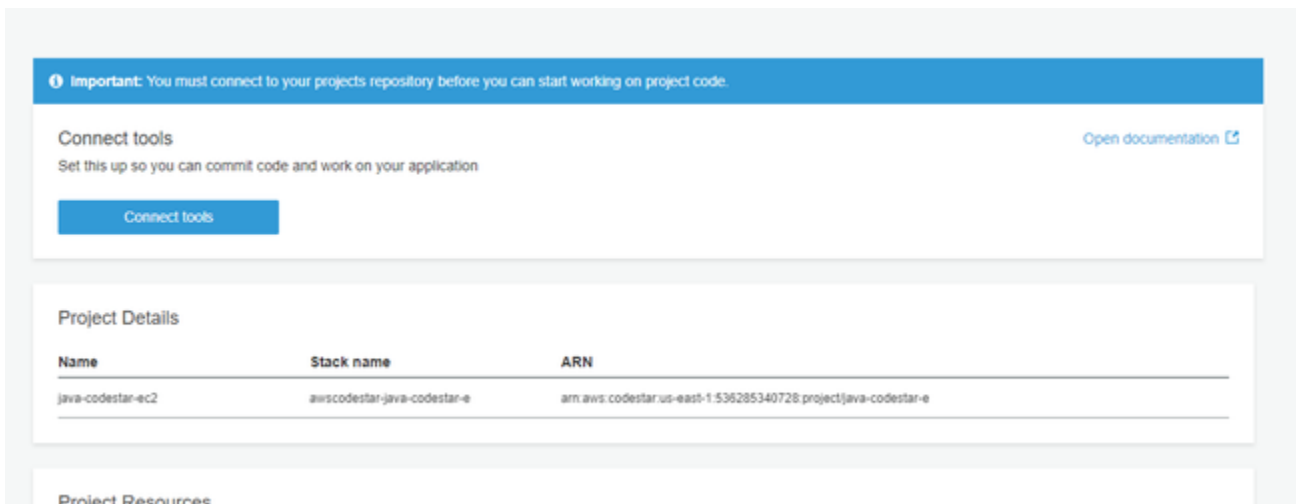 Important: You must connect to your projects repository before you can start working on project code.
Connect tools
Open documentation
Set this up so you can commit code and work on your application
Connect tools
Project Details
Name Stack name ARN
java-codestar-ec2 awscodestar-java-codestar-e arn:aws:codestar:us-east-1:536285340728:project/java-codestar-e
Project Resources